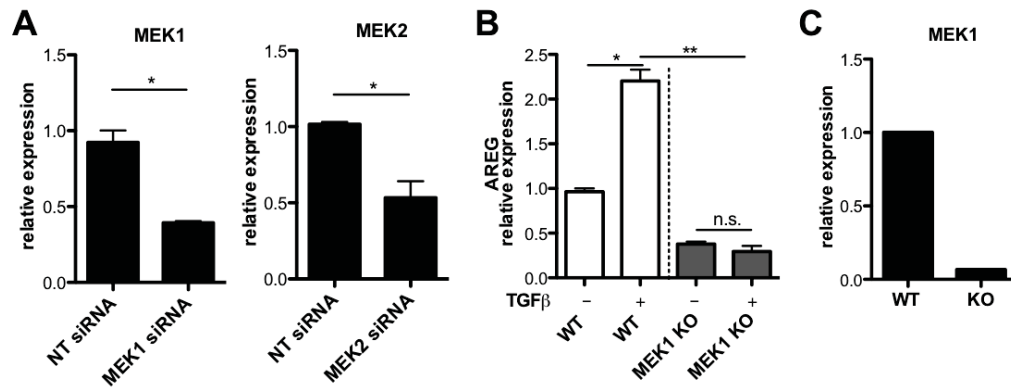 A
MEK1
relative expression
1.5
1.0
0.5
0.0
*
NT siRNA
MEK1 siRNA
MEK2
relative expression
1.5
1.0
0.5
0.0
*
NT siRNA
MEK2 siRNA
B
AREG
relative expression
2.5
2.0
1.5
1.0
0.5
0.0
*
**
n.s.
TGFβ − + − +
WT
WT
MEK1 KO
MEK1 KO
C
MEK1
relative expression
1.5
1.0
0.5
0.0
WT KO